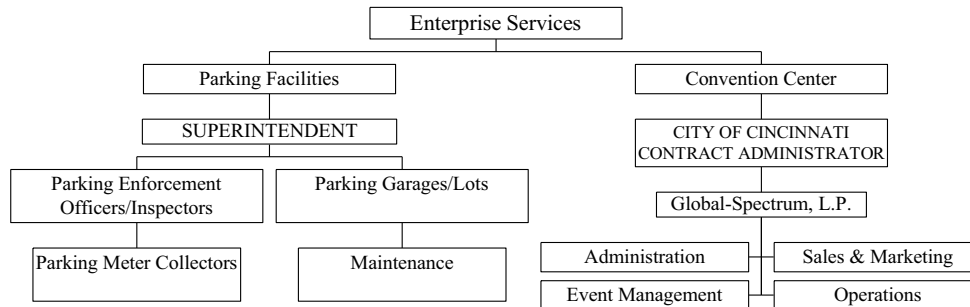 Enterprise Services
Parking Facilities
Convention Center
SUPERINTENDENT
CITY OF CINCINNATI
CONTRACT ADMINISTRATOR
Parking Enforcement
Officers/Inspectors
Parking Garages/Lots
Global-Spectrum, L.P.
Parking Meter Collectors
Maintenance
Administration
Sales & Marketing
Event Management
Operations